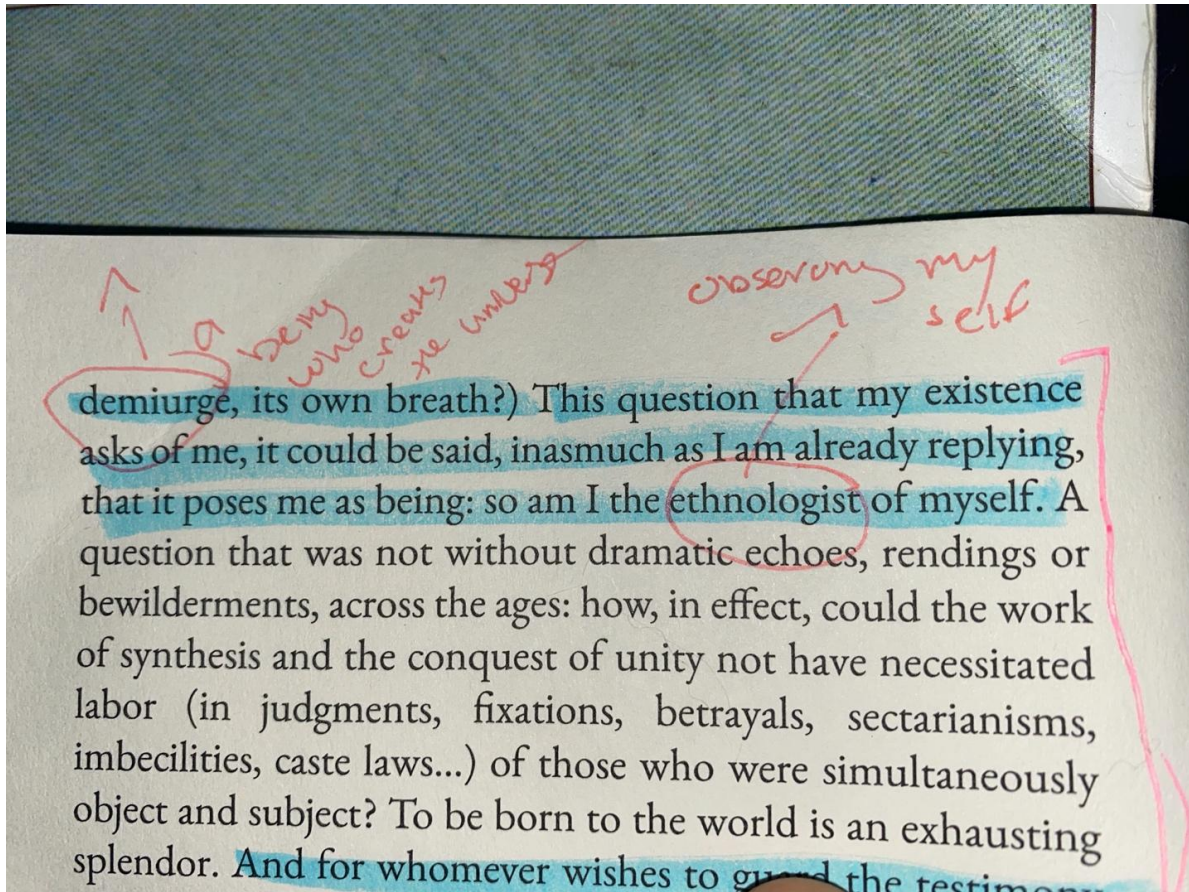 a being
who
creates
the universe
observing my
self
demiurge, its own breath?) This question that my existence
asks of me, it could be said, inasmuch as I am already replying,
that it poses me as being: so am I the ethnologist of myself. A
question that was not without dramatic echoes, rendings or
bewilderments, across the ages: how, in effect, could the work
of synthesis and the conquest of unity not have necessitated
labor (in judgments, fixations, betrayals, sectarianisms,
imbecilities, caste laws...) of those who were simultaneously
object and subject? To be born to the world is an exhausting
splendor. And for whomever wishes to guard the testimony